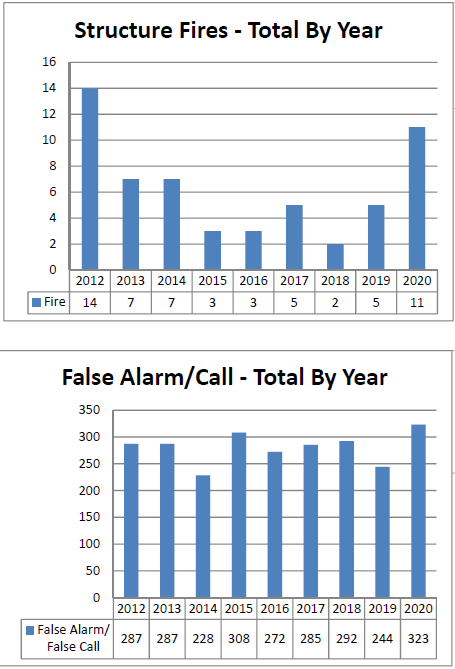 Structure Fires - Total By Year
16
14
12
10
8
6
4
2
0
2012 2013 2014 2015 2016 2017 2018 2019 2020
Fire 14 7 7 3 3 5 2 5 11
False Alarm/Call - Total By Year
350
300
250
200
150
100
50
0
2012 2013 2014 2015 2016 2017 2018 2019 2020
False Alarm/
False Call 287 287 228 308 272 285 292 244 323